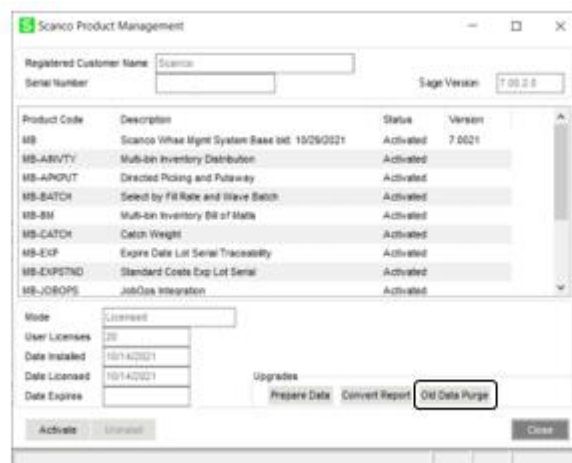 Scanco Product Management
Registered Customer Name Scanco
Serial Number Sage Version 7.00.2.0
Product Code Description Status Version
MB Scanco Whse Mgmt System Base bld: 10/29/2021 Activated 7.0021
MB-ABIVTY Multi-bin Inventory Distribution Activated
MB-APKPUT Directed Picking and Putaway Activated
MB-BATCH Select by Fill Rate and Wave Batch Activated
MB-BM Multi-bin Inventory Bill of Matls Activated
MB-CATCH Catch Weight Activated
MB-EXP Expire Date Lot Serial Traceability Activated
MB-EXPSTND Standard Costs Exp Lot Serial Activated
MB-JOBOPS JobOps Integration Activated
Mode Licensed
User Licenses 20
Date Installed 10/14/2021
Date Licensed 10/14/2021 Upgrades
Date Expires Prepare Data Convert Report Old Data Purge
Activate Uninstall Close